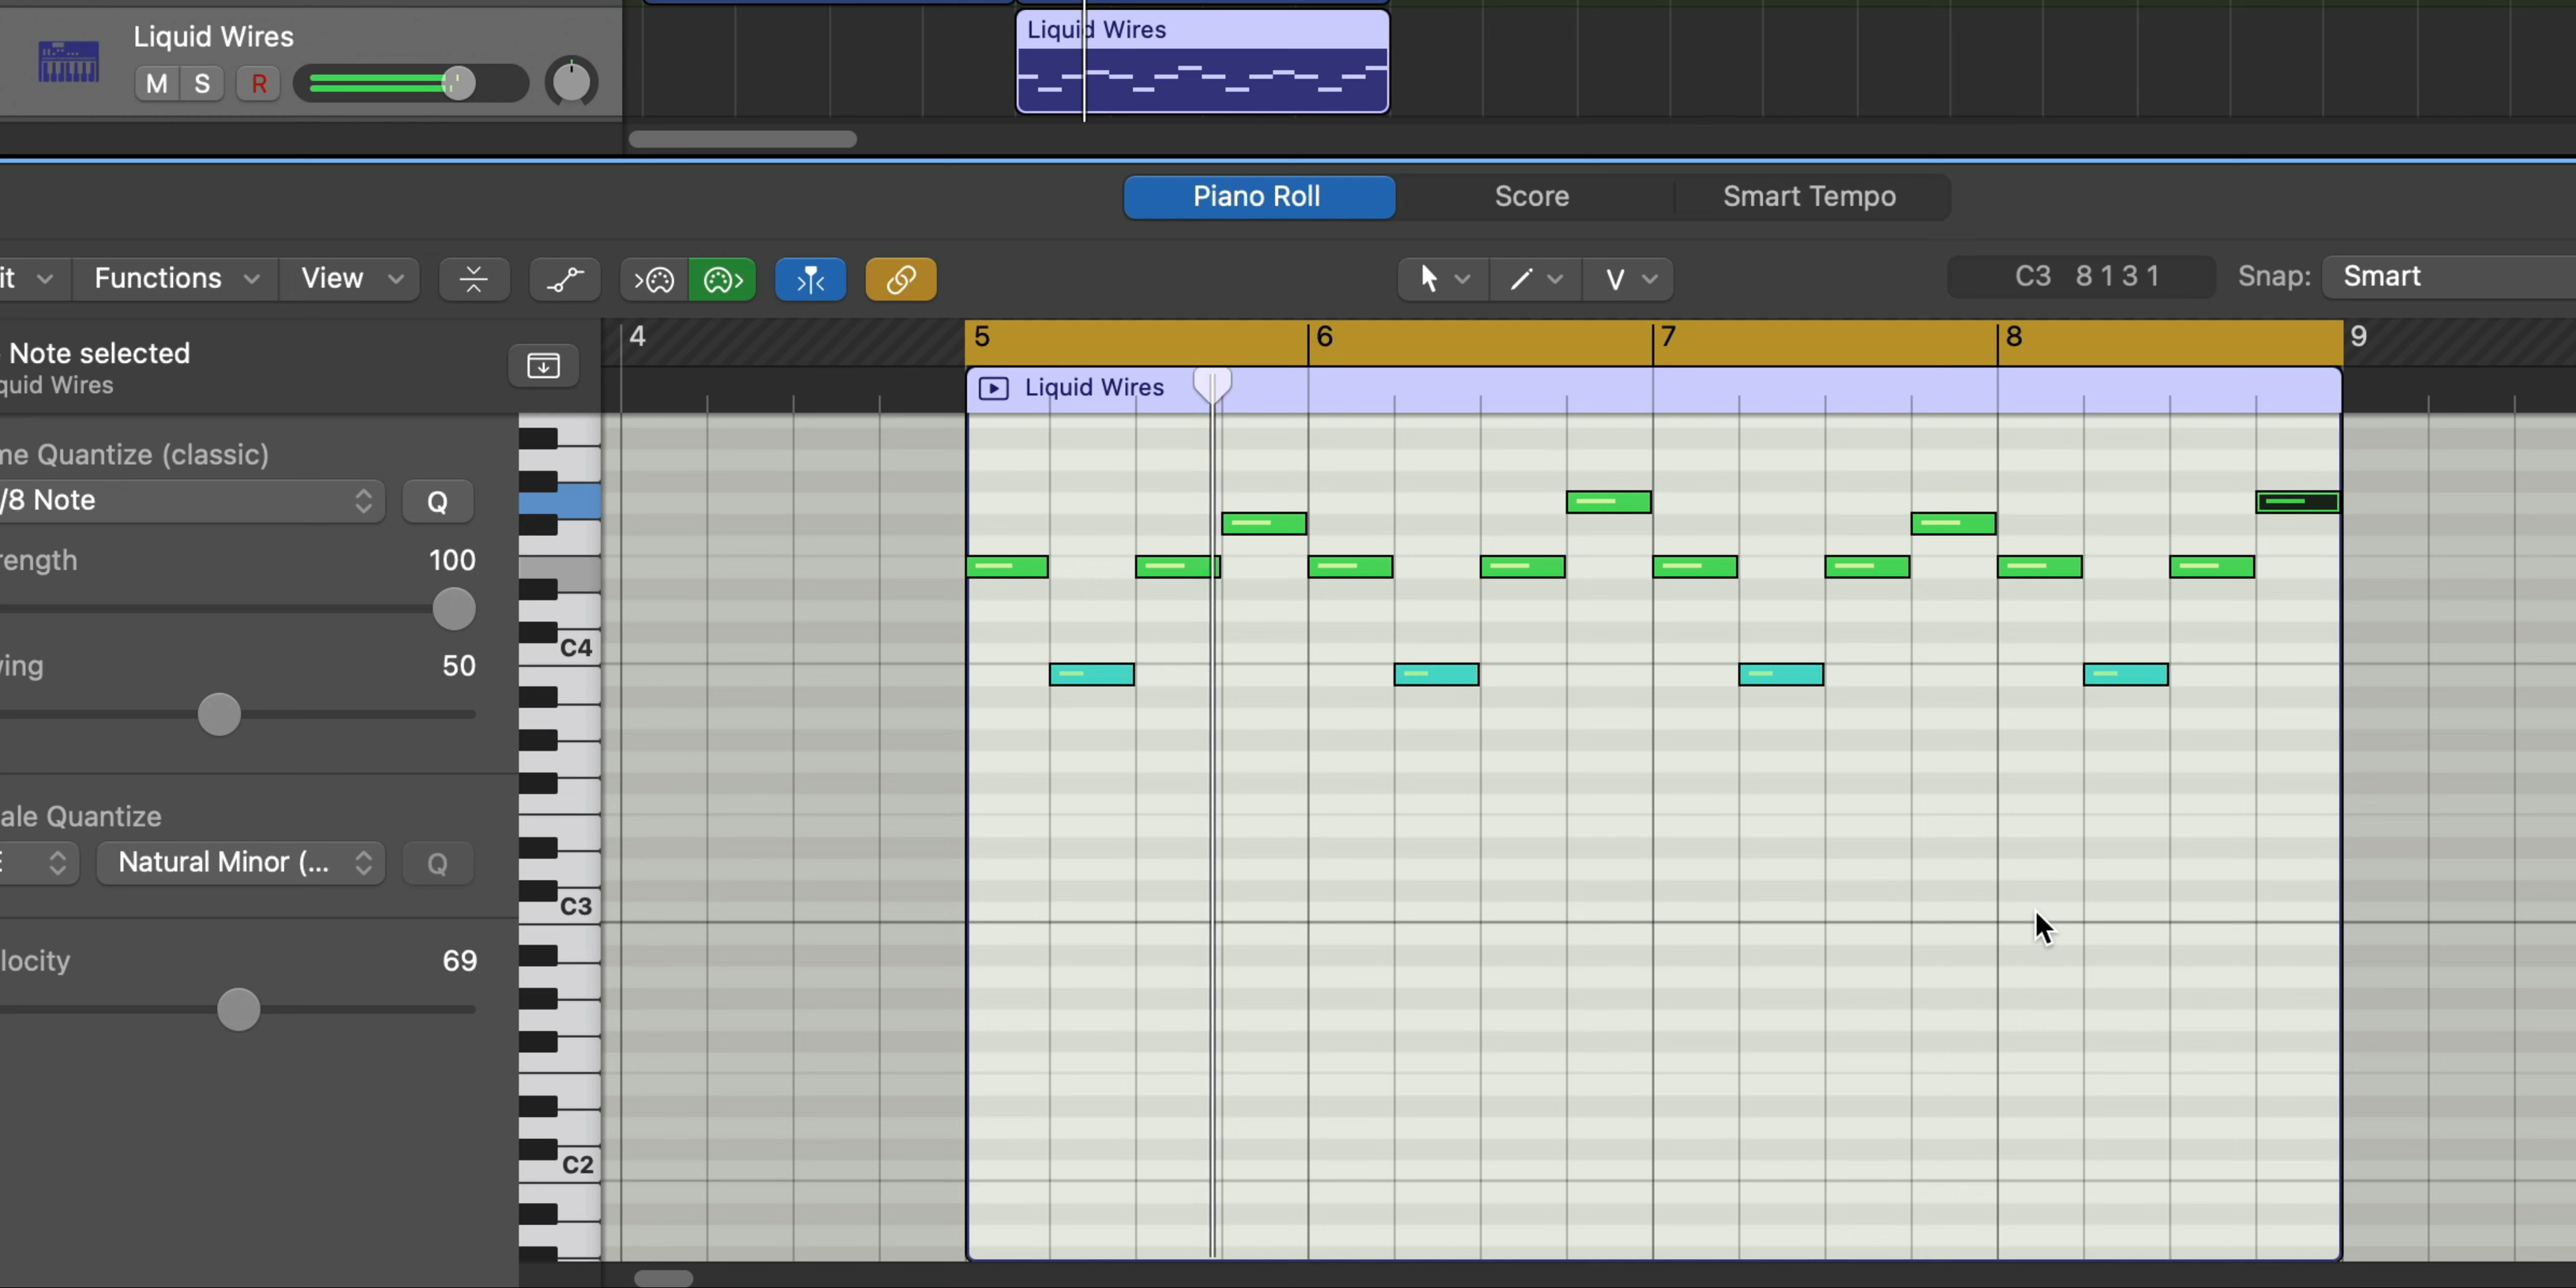 Liquid Wires
M S R
Liquid Wires
Piano Roll Score Smart Tempo
it Functions View V C3 8 1 3 1 Snap: Smart
Note selected
quid Wires
4 5 6 7 8 9
Liquid Wires
me Quantize (classic)
/8 Note Q
rength 100
C4
ing 50
ale Quantize
Natural Minor (... Q
C3
locity 69
C2